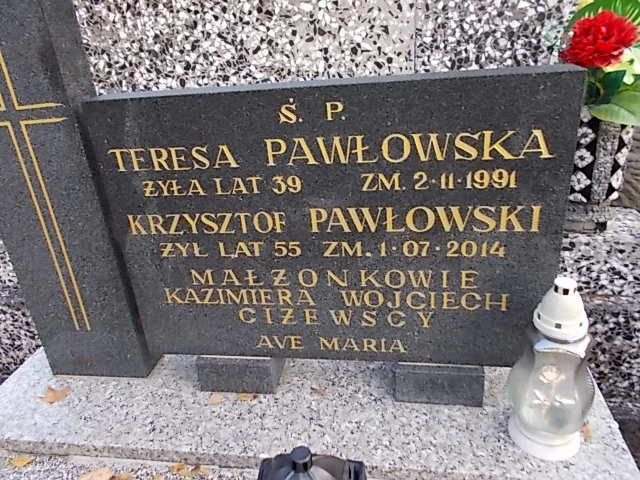 Ś. P.
TERESA PAWŁOWSKA
ŻYŁA LAT 39 ZM. 2·11·1991
KRZYSZTOF PAWŁOWSKI
ŻYŁ LAT 55 ZM. 1·07·2014
MAŁŻONKOWIE
KAZIMIERA WOJCIECH
CIŻEWSCY
AVE MARIA